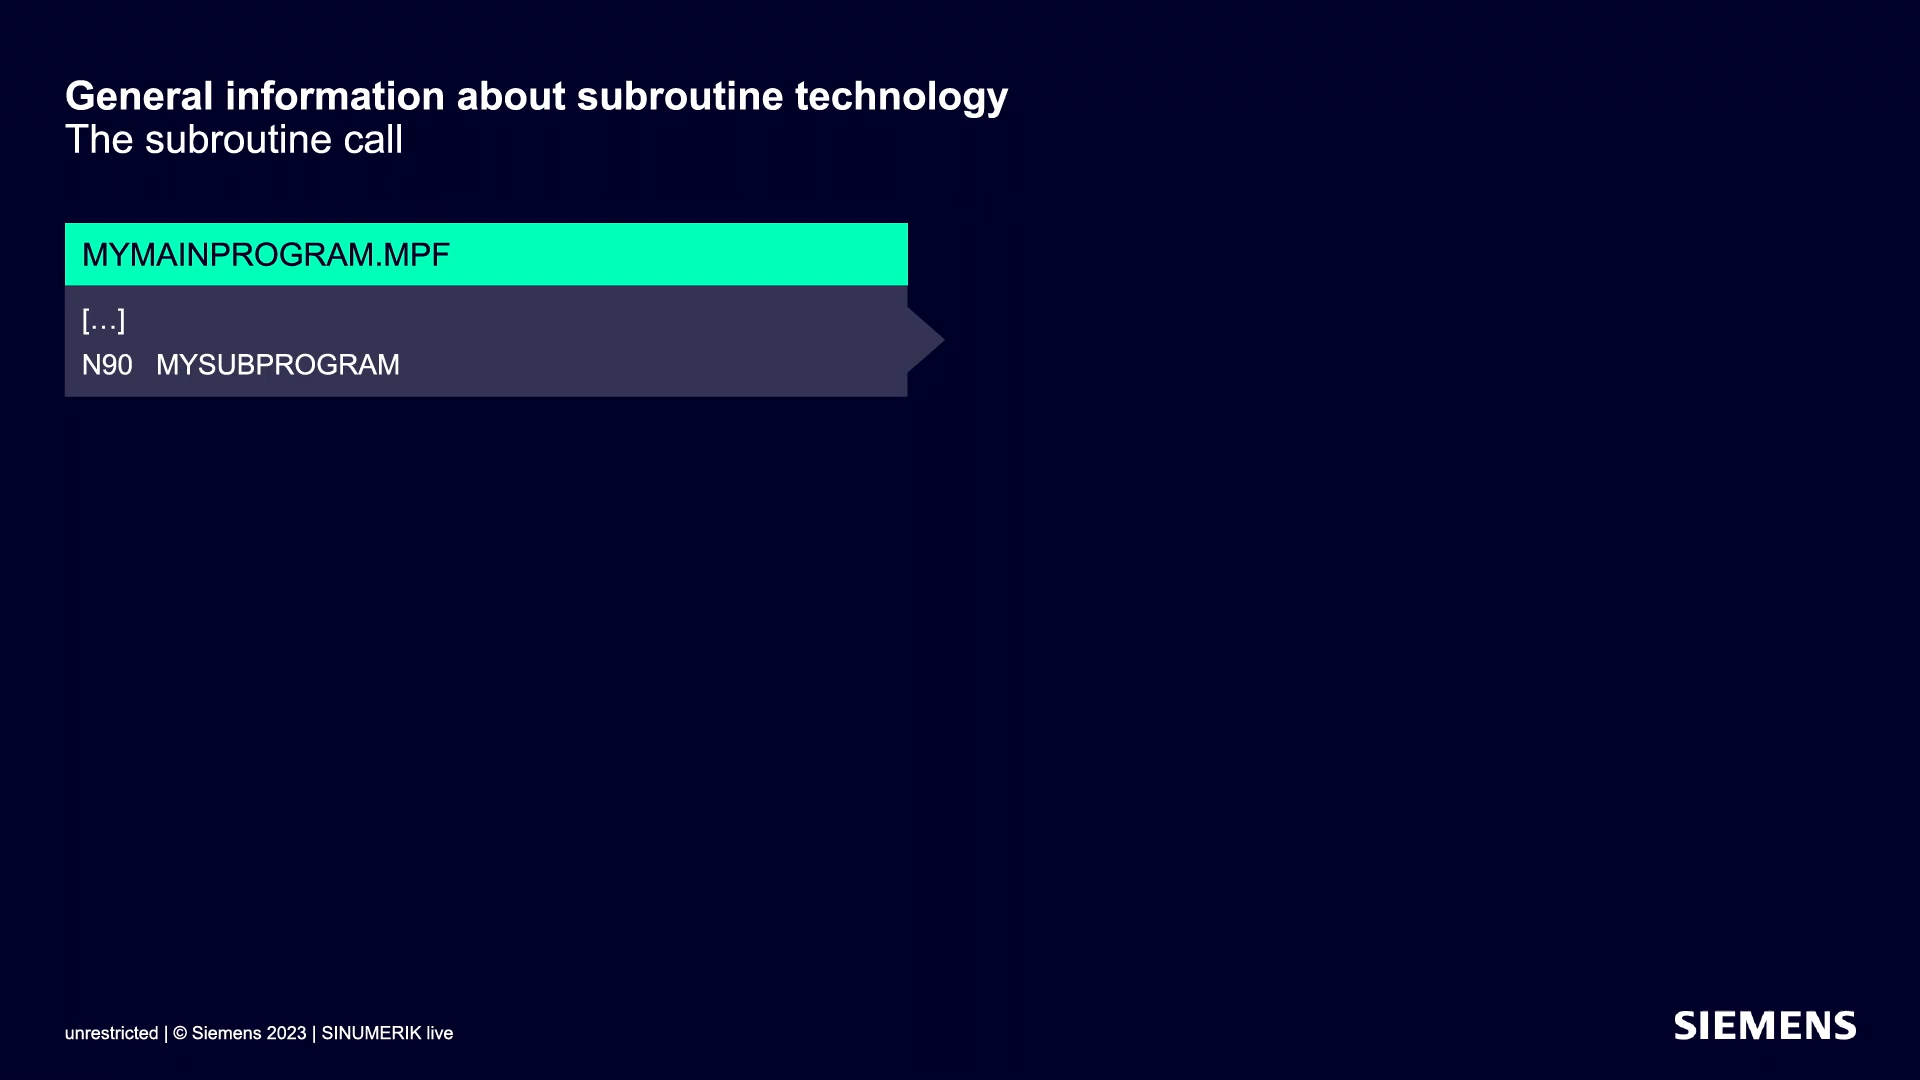 General information about subroutine technology
The subroutine call
MYMAINPROGRAM.MPF
[…]
N90 MYSUBPROGRAM
unrestricted | © Siemens 2023 | SINUMERIK live
SIEMENS